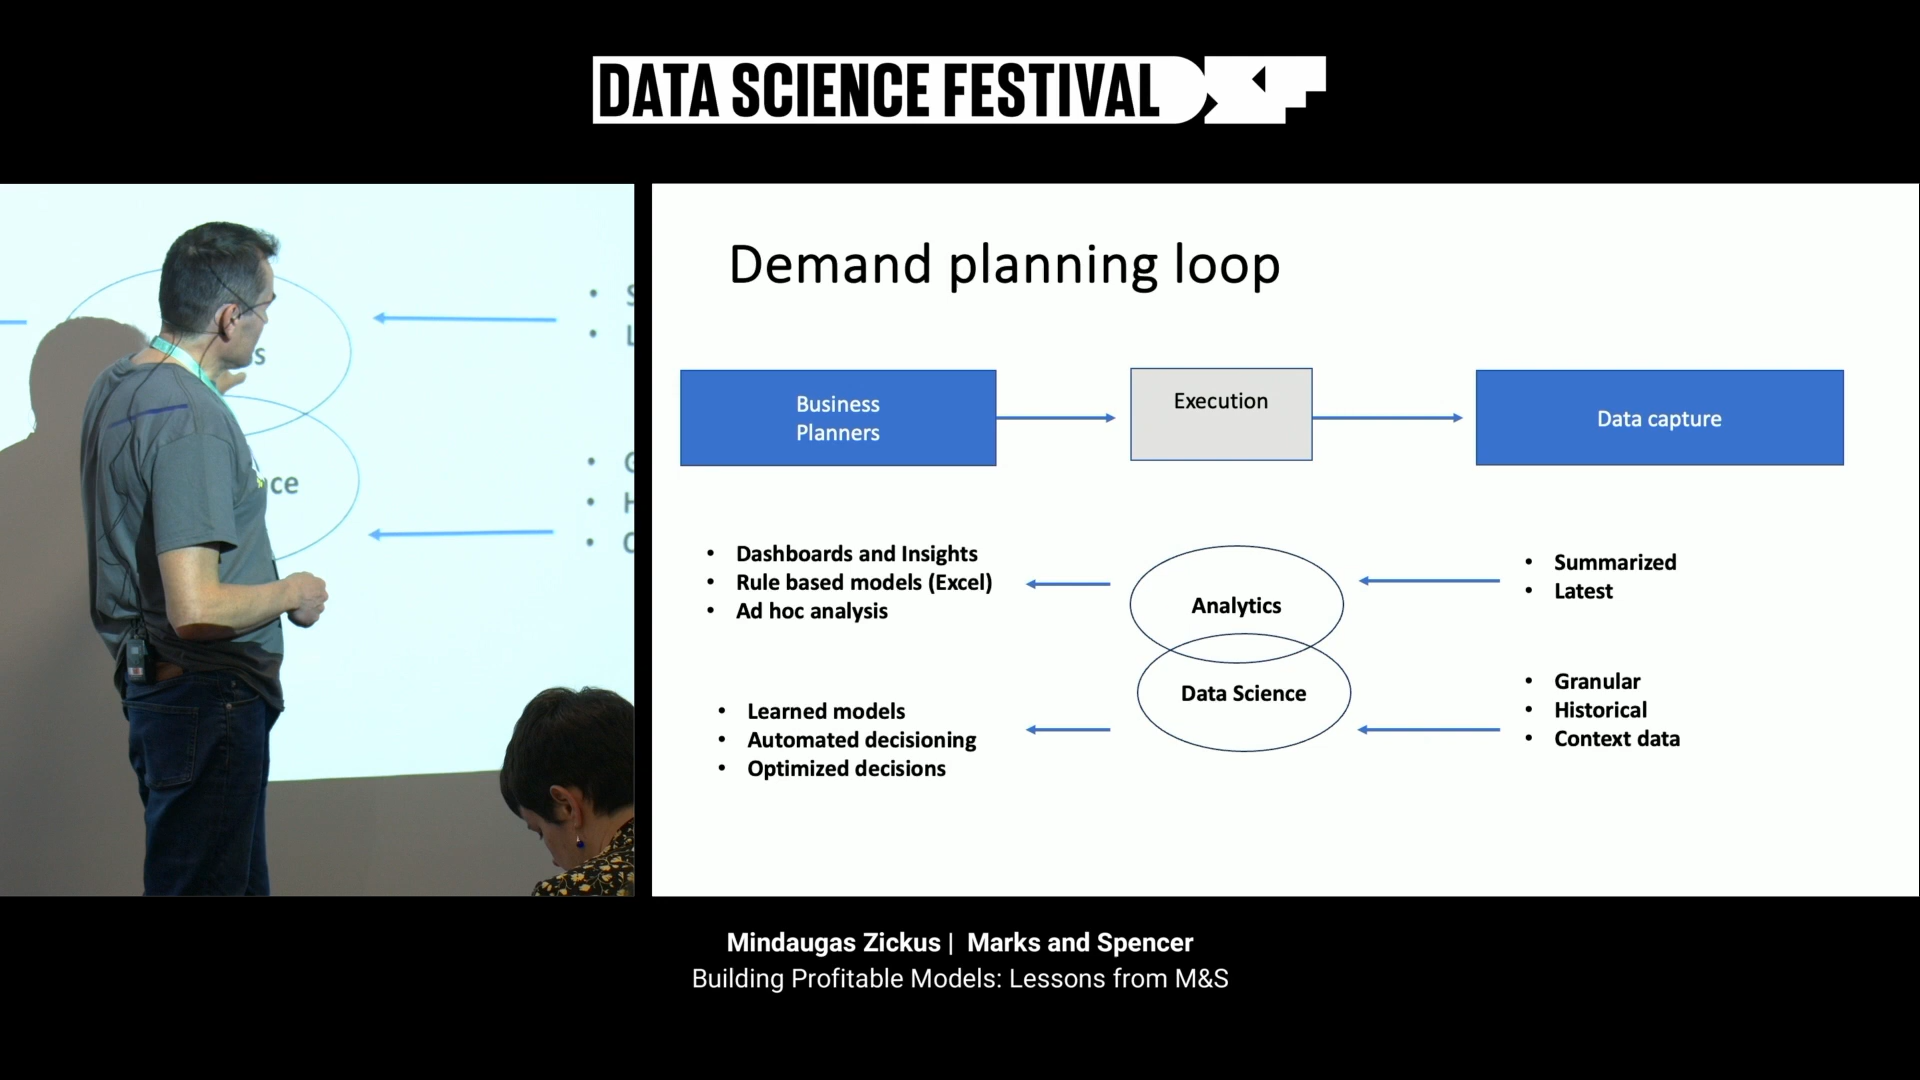 DATA SCIENCE FESTIVAL
Demand planning loop
Business
Planners
Execution
Data capture
• Dashboards and Insights
• Rule based models (Excel)
• Ad hoc analysis
Analytics
• Summarized
• Latest
Data Science
• Learned models
• Automated decisioning
• Optimized decisions
• Granular
• Historical
• Context data
Mindaugas Zickus | Marks and Spencer
Building Profitable Models: Lessons from M&S